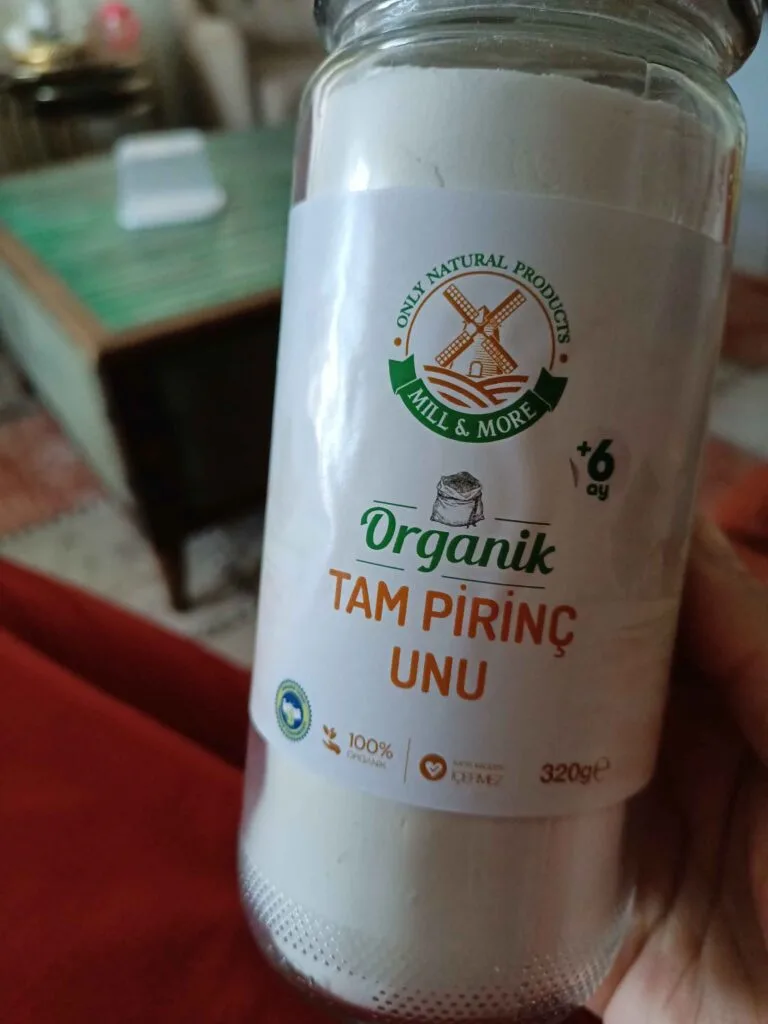 ONLY NATURAL PRODUCTS
MILL & MORE
+6
ay
Organik
TAM PİRİNÇ
UNU
100%
ORGANİK
İÇERMEZ
320g e